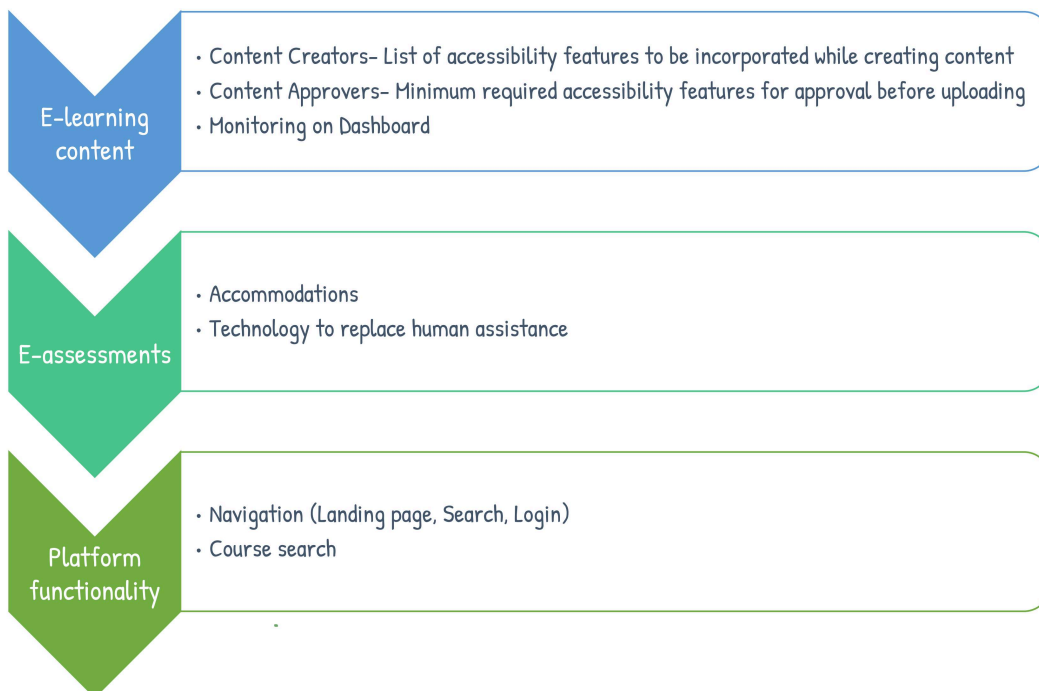 E-learning
content
• Content Creators– List of accessibility features to be incorporated while creating content
• Content Approvers– Minimum required accessibility features for approval before uploading
• Monitoring on Dashboard
E-assessments
• Accommodations
• Technology to replace human assistance
Platform
functionality
• Navigation (Landing page, Search, Login)
• Course search